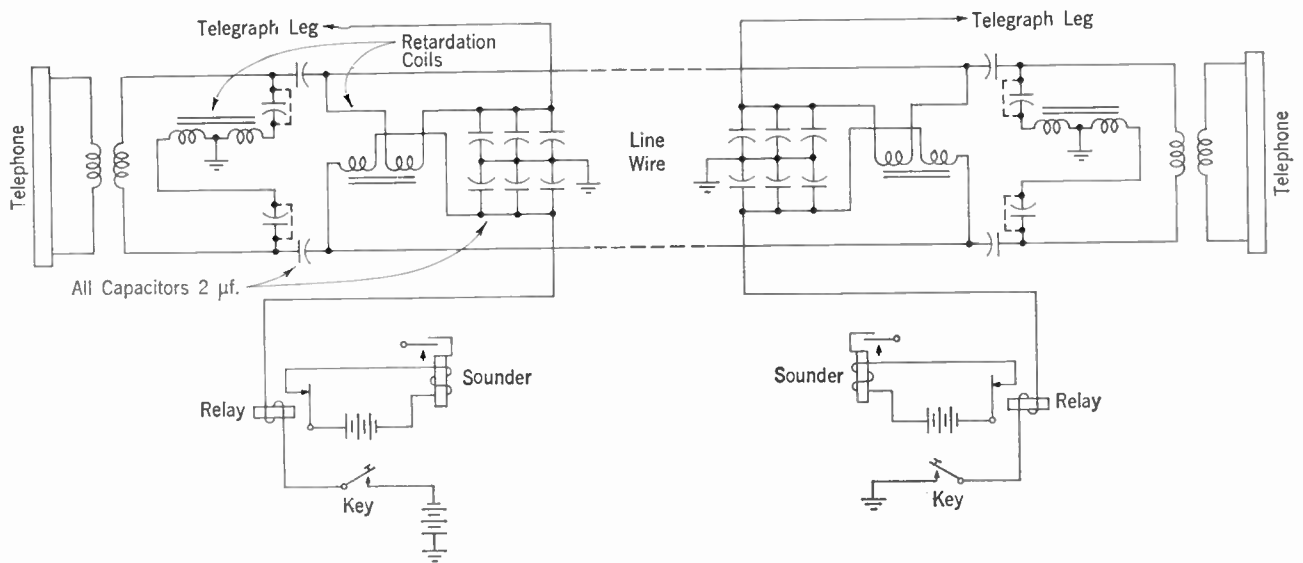 Telegraph Leg
Telegraph Leg
Retardation
Coils
Line
Wire
Telephone
Telephone
All Capacitors 2 µf.
Sounder
Sounder
Relay
Relay
Key
Key